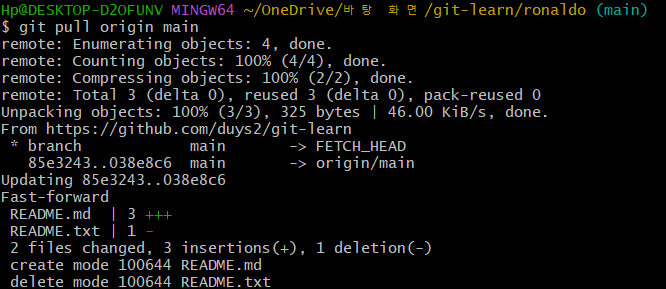 Hp@DESKTOP-D2OFUNV MINGW64 ~/OneDrive/바탕 화면/git-learn/ronaldo (main)
$ git pull origin main
remote: Enumerating objects: 4, done.
remote: Counting objects: 100% (4/4), done.
remote: Compressing objects: 100% (2/2), done.
remote: Total 3 (delta 0), reused 3 (delta 0), pack-reused 0
Unpacking objects: 100% (3/3), 325 bytes | 46.00 KiB/s, done.
From https://github.com/duys2/git-learn
 * branch            main       -> FETCH_HEAD
   85e3243..038e8c6  main       -> origin/main
Updating 85e3243..038e8c6
Fast-forward
 README.md  | 3 +++
 README.txt | 1 -
 2 files changed, 3 insertions(+), 1 deletion(-)
 create mode 100644 README.md
 delete mode 100644 README.txt